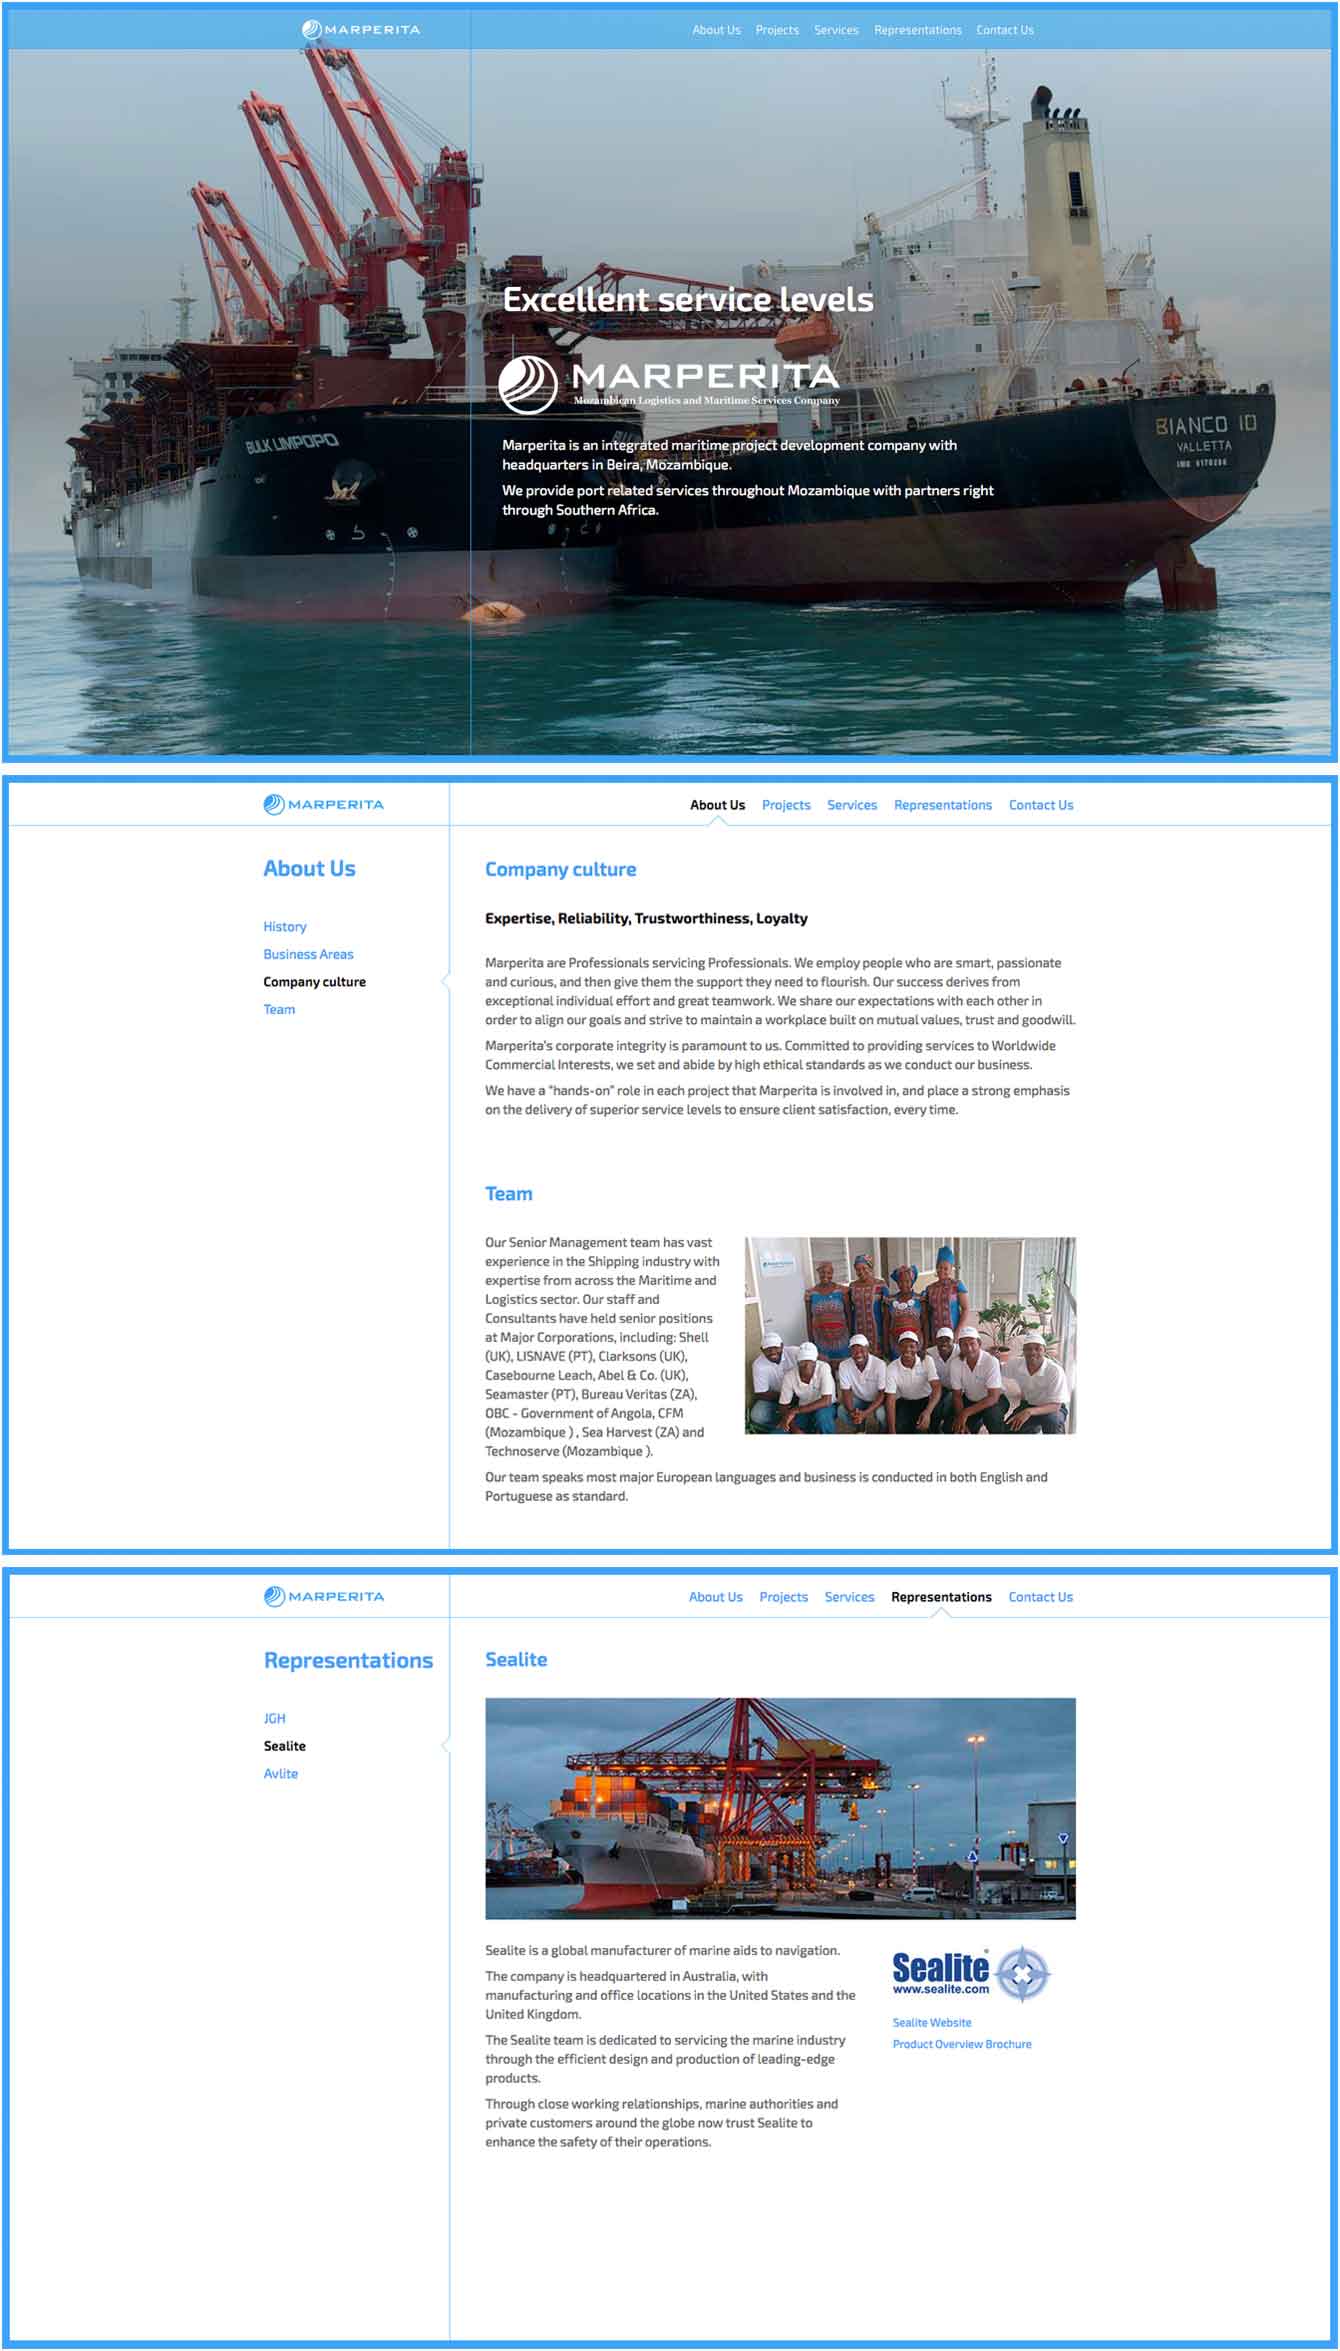 MARPERITA
About Us Projects Services Representations Contact Us
Excellent service levels
MARPERITA
Mozambican Logistics and Maritime Services Company
BULK LIMPOPO
BIANCO ID
VALLETTA
Marperita is an integrated maritime project development company with
headquarters in Beira, Mozambique.
We provide port related services throughout Mozambique with partners right
through Southern Africa.
MARPERITA
About Us Projects Services Representations Contact Us
About Us
History
Business Areas
Company culture
Team
Company culture
Expertise, Reliability, Trustworthiness, Loyalty
Marperita are Professionals servicing Professionals. We employ people who are smart, passionate
and curious, and then give them the support they need to flourish. Our success derives from
exceptional individual effort and great teamwork. We share our expectations with each other in
order to align our goals and strive to maintain a workplace built on mutual values, trust and goodwill.
Marperita's corporate integrity is paramount to us. Committed to providing services to Worldwide
Commercial Interests, we set and abide by high ethical standards as we conduct our business.
We have a "hands-on" role in each project that Marperita is involved in, and place a strong emphasis
on the delivery of superior service levels to ensure client satisfaction, every time.
Team
Our Senior Management team has vast
experience in the Shipping industry with
expertise from across the Maritime and
Logistics sector. Our staff and
Consultants have held senior positions
at Major Corporations, including: Shell
(UK), LISNAVE (PT), Clarksons (UK),
Casebourne Leach, Abel & Co. (UK),
Seamaster (PT), Bureau Veritas (ZA),
OBC - Government of Angola, CFM
(Mozambique ) , Sea Harvest (ZA) and
Technoserve (Mozambique ).
Our team speaks most major European languages and business is conducted in both English and
Portuguese as standard.
MARPERITA
About Us Projects Services Representations Contact Us
Representations
JGH
Sealite
Avlite
Sealite
Sealite is a global manufacturer of marine aids to navigation.
The company is headquartered in Australia, with
manufacturing and office locations in the United States and the
United Kingdom.
The Sealite team is dedicated to servicing the marine industry
through the efficient design and production of leading-edge
products.
Through close working relationships, marine authorities and
private customers around the globe now trust Sealite to
enhance the safety of their operations.
Sealite®
www.sealite.com
Sealite Website
Product Overview Brochure